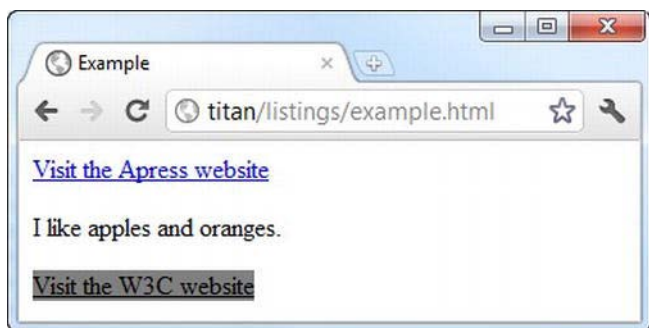 Example
titan/listings/example.html
Visit the Apress website
I like apples and oranges.
Visit the W3C website